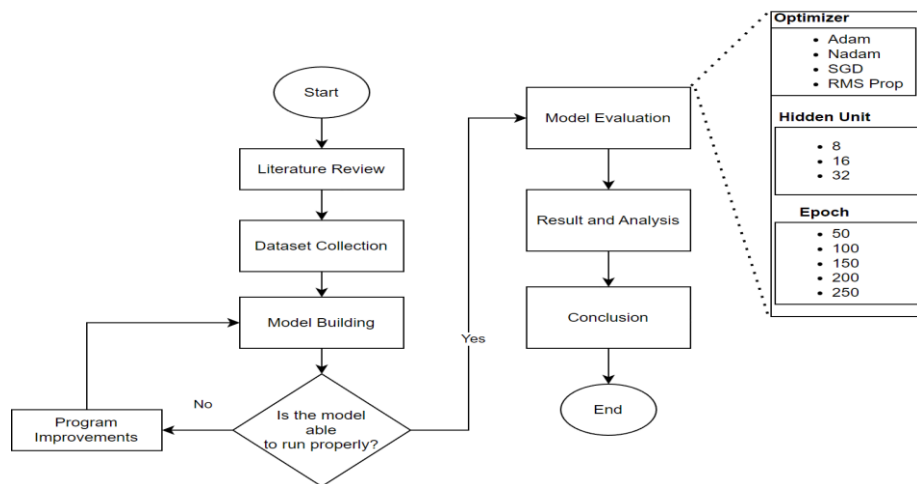 Start
Literature Review
Dataset Collection
Model Building
Is the model
able
to run properly?
No
Program
Improvements
Yes
Model Evaluation
Result and Analysis
Conclusion
End
Optimizer
• Adam
• Nadam
• SGD
• RMS Prop
Hidden Unit
• 8
• 16
• 32
Epoch
• 50
• 100
• 150
• 200
• 250